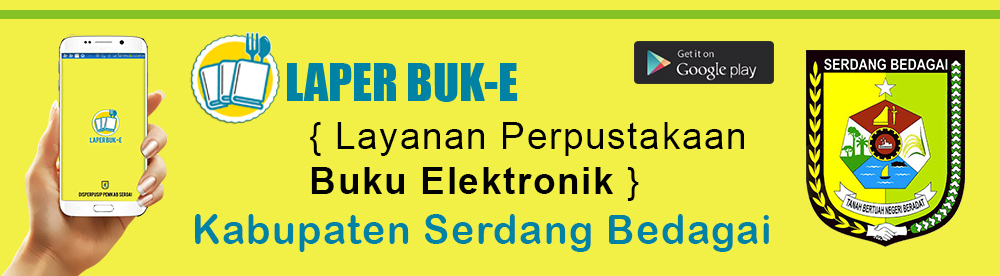 LAPER BUK-E
DISPERPUSIP PEMKAB SERGAI
LAPER BUK-E
{ Layanan Perpustakaan
Buku Elektronik }
Kabupaten Serdang Bedagai
Get it on
Google play
SERDANG BEDAGAI
TANAH BERTUAH NEGERI BERADAT